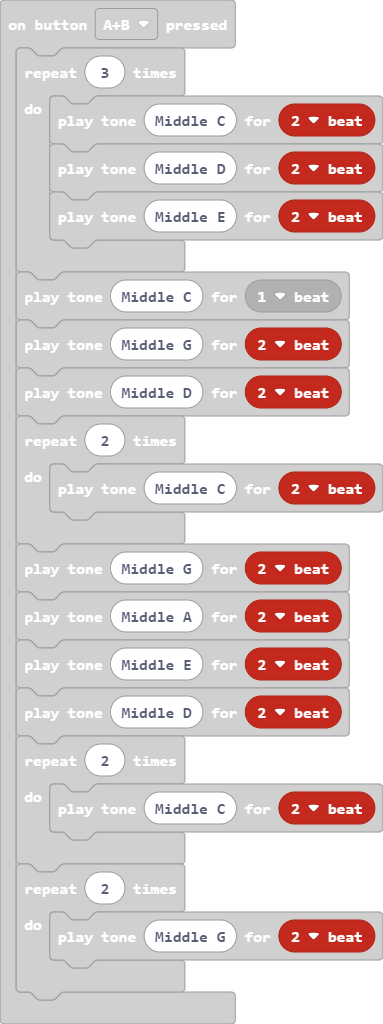 on button A+B pressed
repeat 3 times
do
play tone Middle C for 2 beat
play tone Middle D for 2 beat
play tone Middle E for 2 beat
play tone Middle C for 1 beat
play tone Middle G for 2 beat
play tone Middle D for 2 beat
repeat 2 times
do
play tone Middle C for 2 beat
play tone Middle G for 2 beat
play tone Middle A for 2 beat
play tone Middle E for 2 beat
play tone Middle D for 2 beat
repeat 2 times
do
play tone Middle C for 2 beat
repeat 2 times
do
play tone Middle G for 2 beat